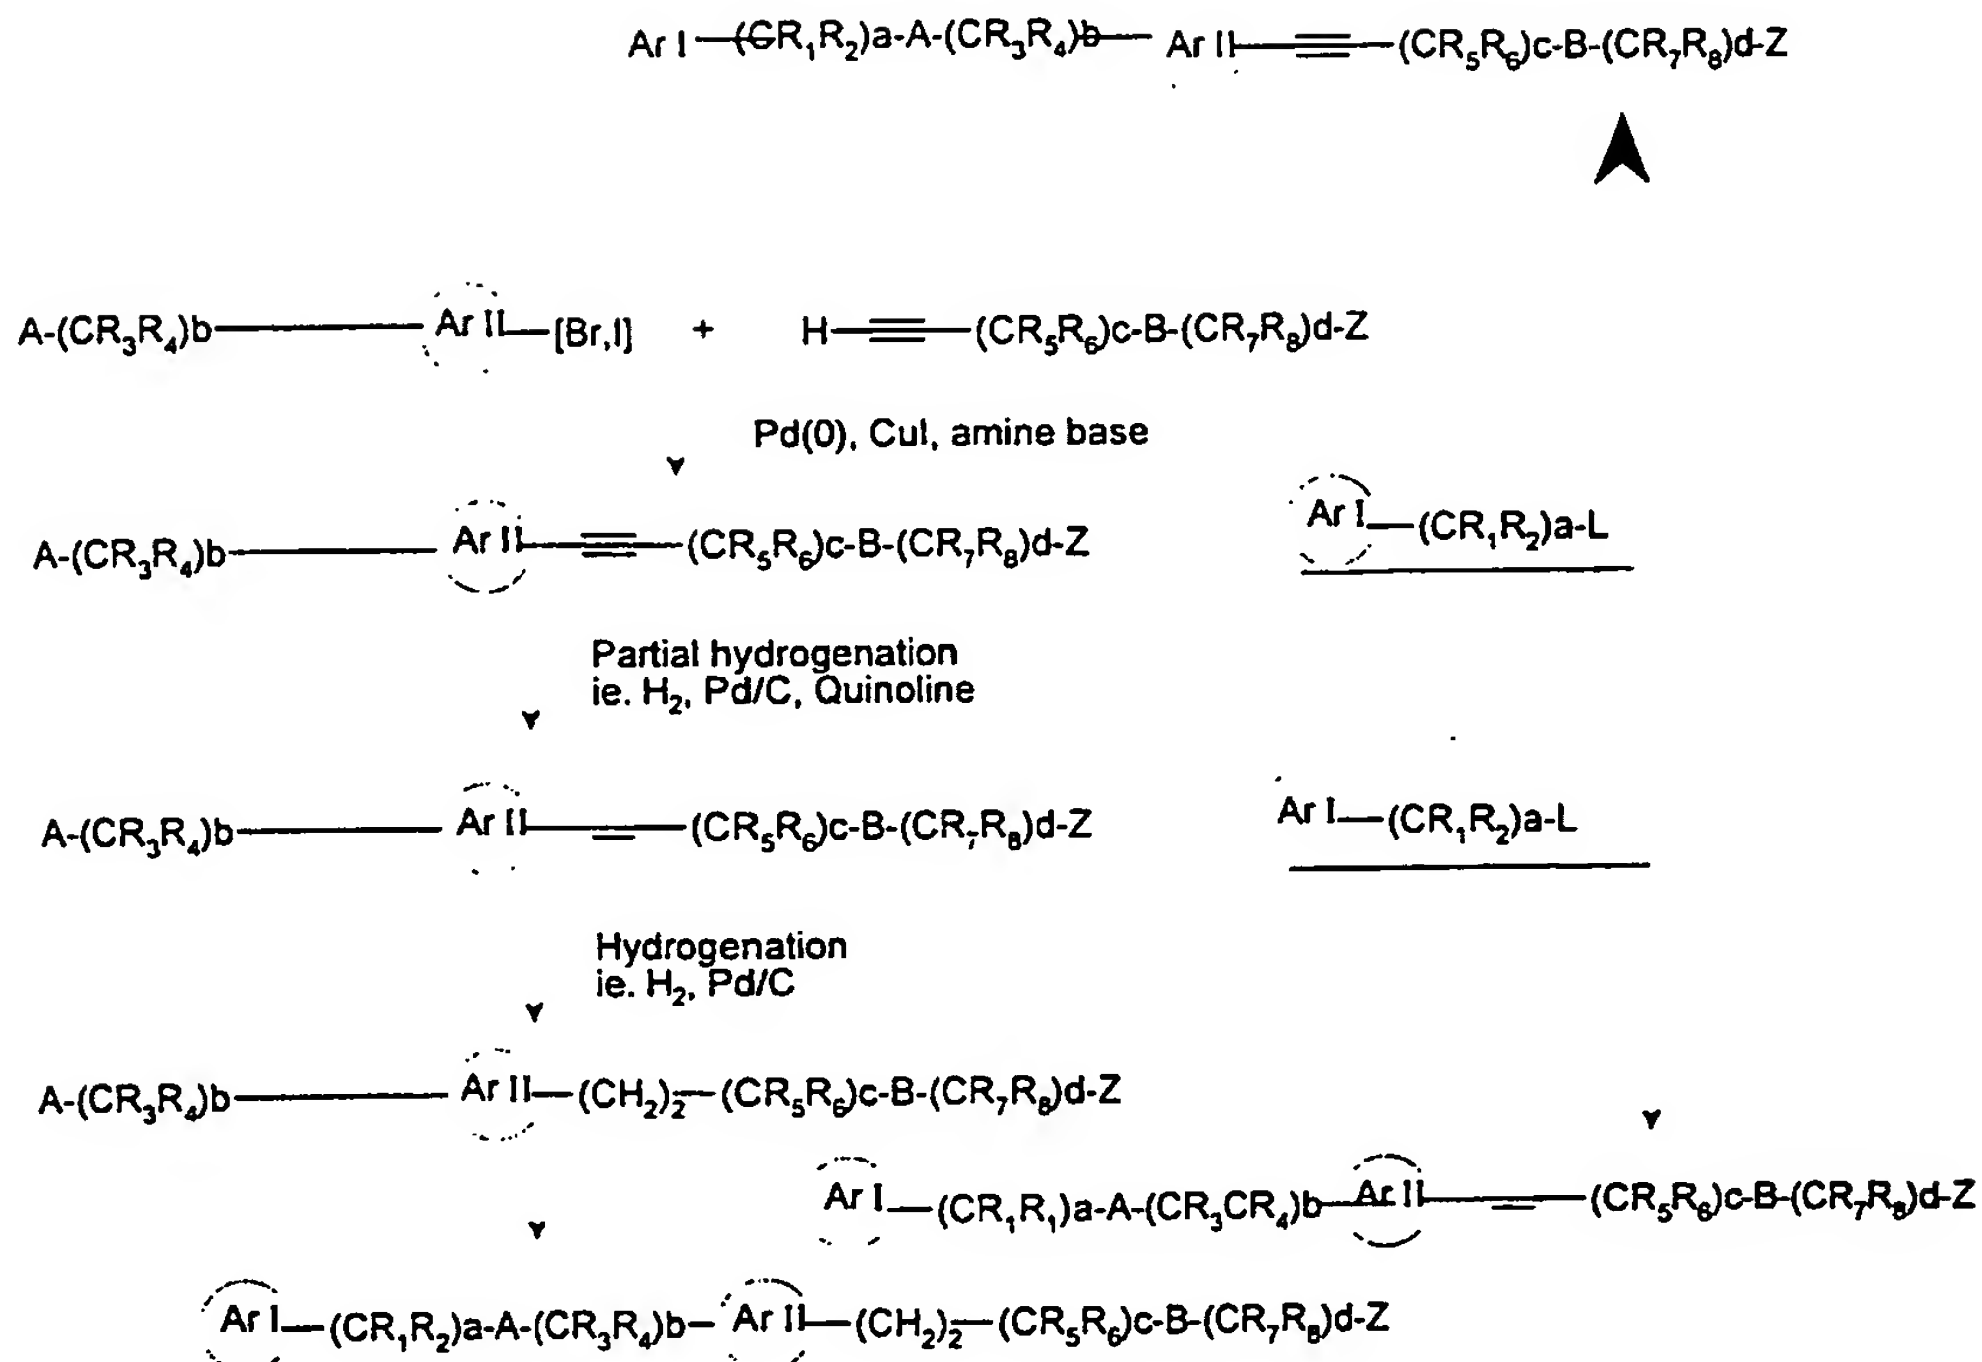 Ar I—(CR₁R₂)a-A-(CR₃R₄)b—Ar II—≡—(CR₅R₆)c-B-(CR₇R₈)d-Z
A-(CR₃R₄)b—Ar II—[Br,I] + H—≡—(CR₅R₆)c-B-(CR₇R₈)d-Z
Pd(0), CuI, amine base
A-(CR₃R₄)b—Ar II—≡—(CR₅R₆)c-B-(CR₇R₈)d-Z
Ar I—(CR₁R₂)a-L
Partial hydrogenation
ie. H₂, Pd/C, Quinoline
A-(CR₃R₄)b—Ar II—=—(CR₅R₆)c-B-(CR₇R₈)d-Z
Ar I—(CR₁R₂)a-L
Hydrogenation
ie. H₂, Pd/C
A-(CR₃R₄)b—Ar II—(CH₂)₂—(CR₅R₆)c-B-(CR₇R₈)d-Z
Ar I—(CR₁R₁)a-A-(CR₃CR₄)b—Ar II—=—(CR₅R₆)c-B-(CR₇R₈)d-Z
Ar I—(CR₁R₂)a-A-(CR₃R₄)b—Ar II—(CH₂)₂—(CR₅R₆)c-B-(CR₇R₈)d-Z